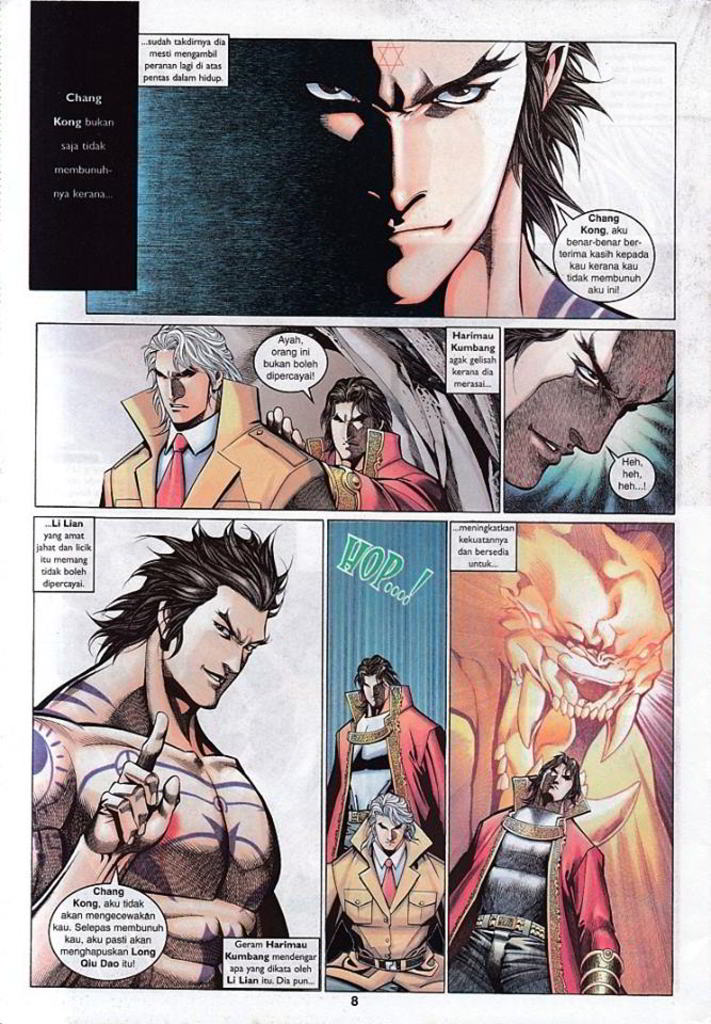 Chang
Kong bukan
saja tidak
membunuh-
nya kerana...
...sudah takdirnya dia
mesti mengambil
peranan lagi di atas
pentas dalam hidup.
Chang
Kong, aku
benar-benar ber-
terima kasih kepada
kau kerana kau
tidak membunuh
aku ini!
Ayah,
orang ini
bukan boleh
dipercayai!
Harimau
Kumbang
agak gelisah
kerana dia
merasai...
Heh,
heh,
heh...!
...Li Lian
yang amat
jahat dan licik
itu memang
tidak boleh
dipercayai.
Chang
Kong, aku tidak
akan mengecewakan
kau. Selepas membunuh
kau, aku pasti akan
menghapuskan Long
Qiu Dao itu!
Geram Harimau
Kumbang mendengar
apa yang dikata oleh
Li Lian itu. Dia pun...
HOP....!
...meningkatkan
kekuatannya
dan bersedia
untuk...
8